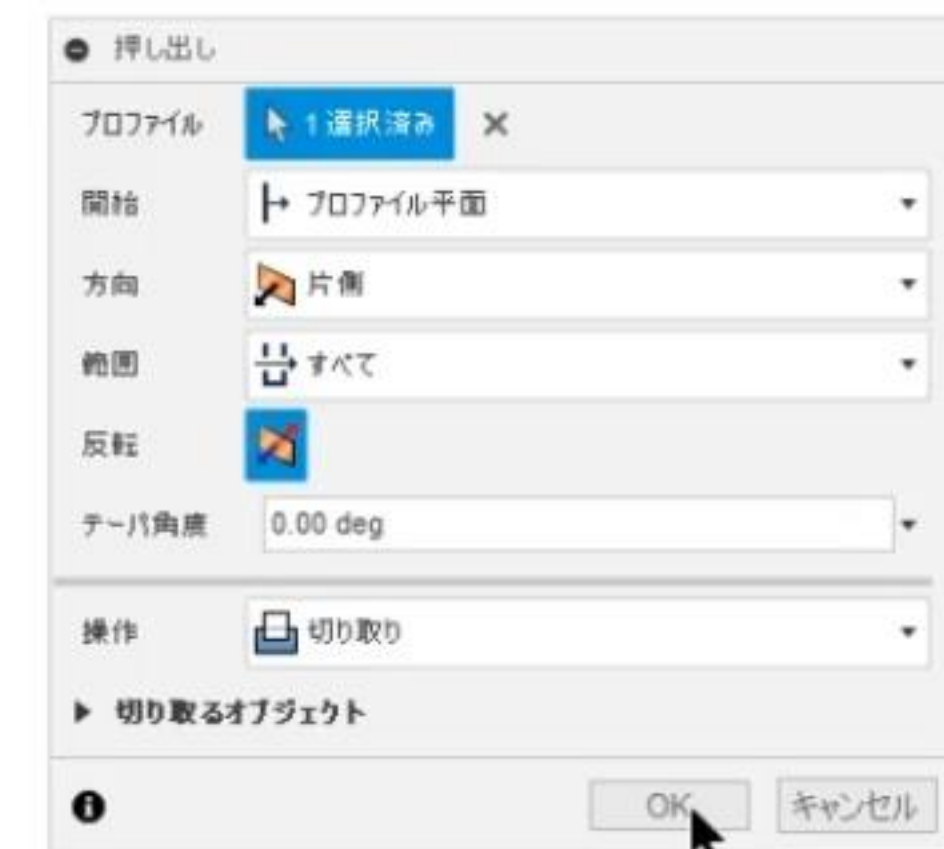 押し出し
プロファイル 1 選択済み
開始 プロファイル平面
方向 片側
範囲 すべて
反転
テーパ角度 0.00 deg
操作 切り取り
切り取るオブジェクト
OK キャンセル